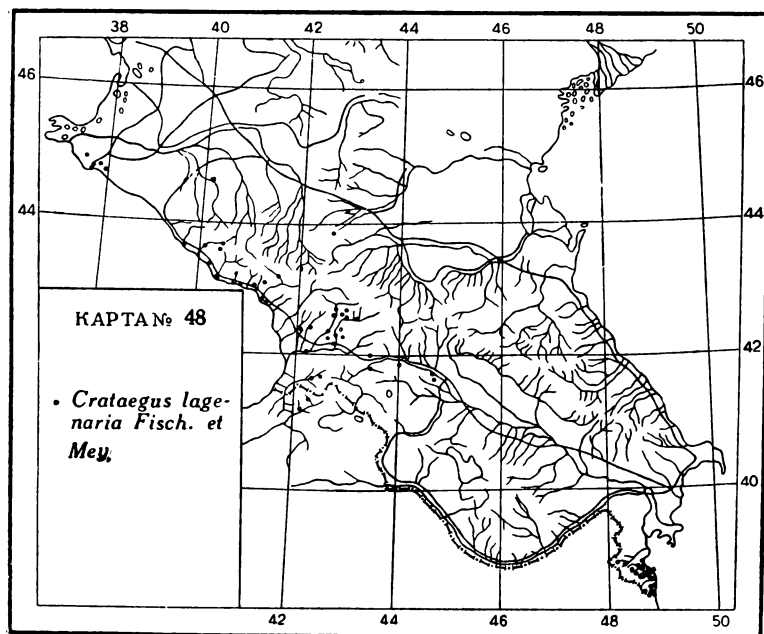 38 40 42 44 46 48 50
46 46
44 44
КАРТА № 48
42
• Crataegus lage-
naria Fisch. et
Mey.
40
42 44 46 48 50